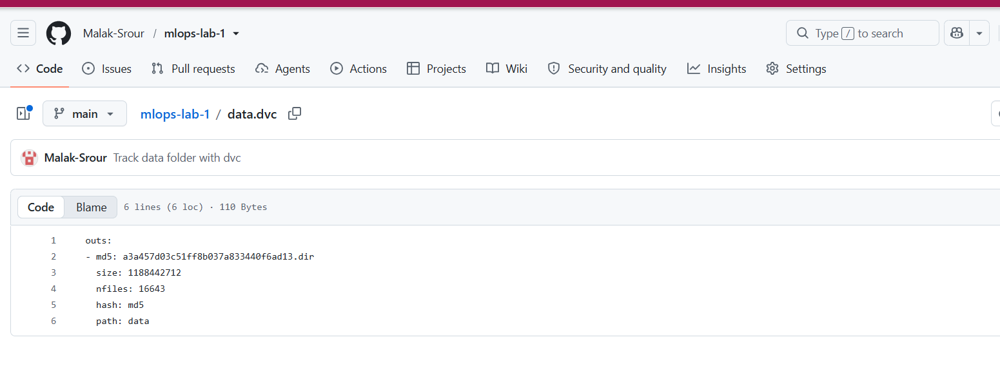 Malak-Srour / mlops-lab-1
Type / to search
Code Issues Pull requests Agents Actions Projects Wiki Security and quality Insights Settings
main mlops-lab-1 / data.dvc
Malak-Srour Track data folder with dvc
Code Blame 6 lines (6 loc) · 110 Bytes
1 outs:
2 - md5: a3a457d03c51ff8b037a833440f6ad13.dir
3 size: 1188442712
4 nfiles: 16643
5 hash: md5
6 path: data